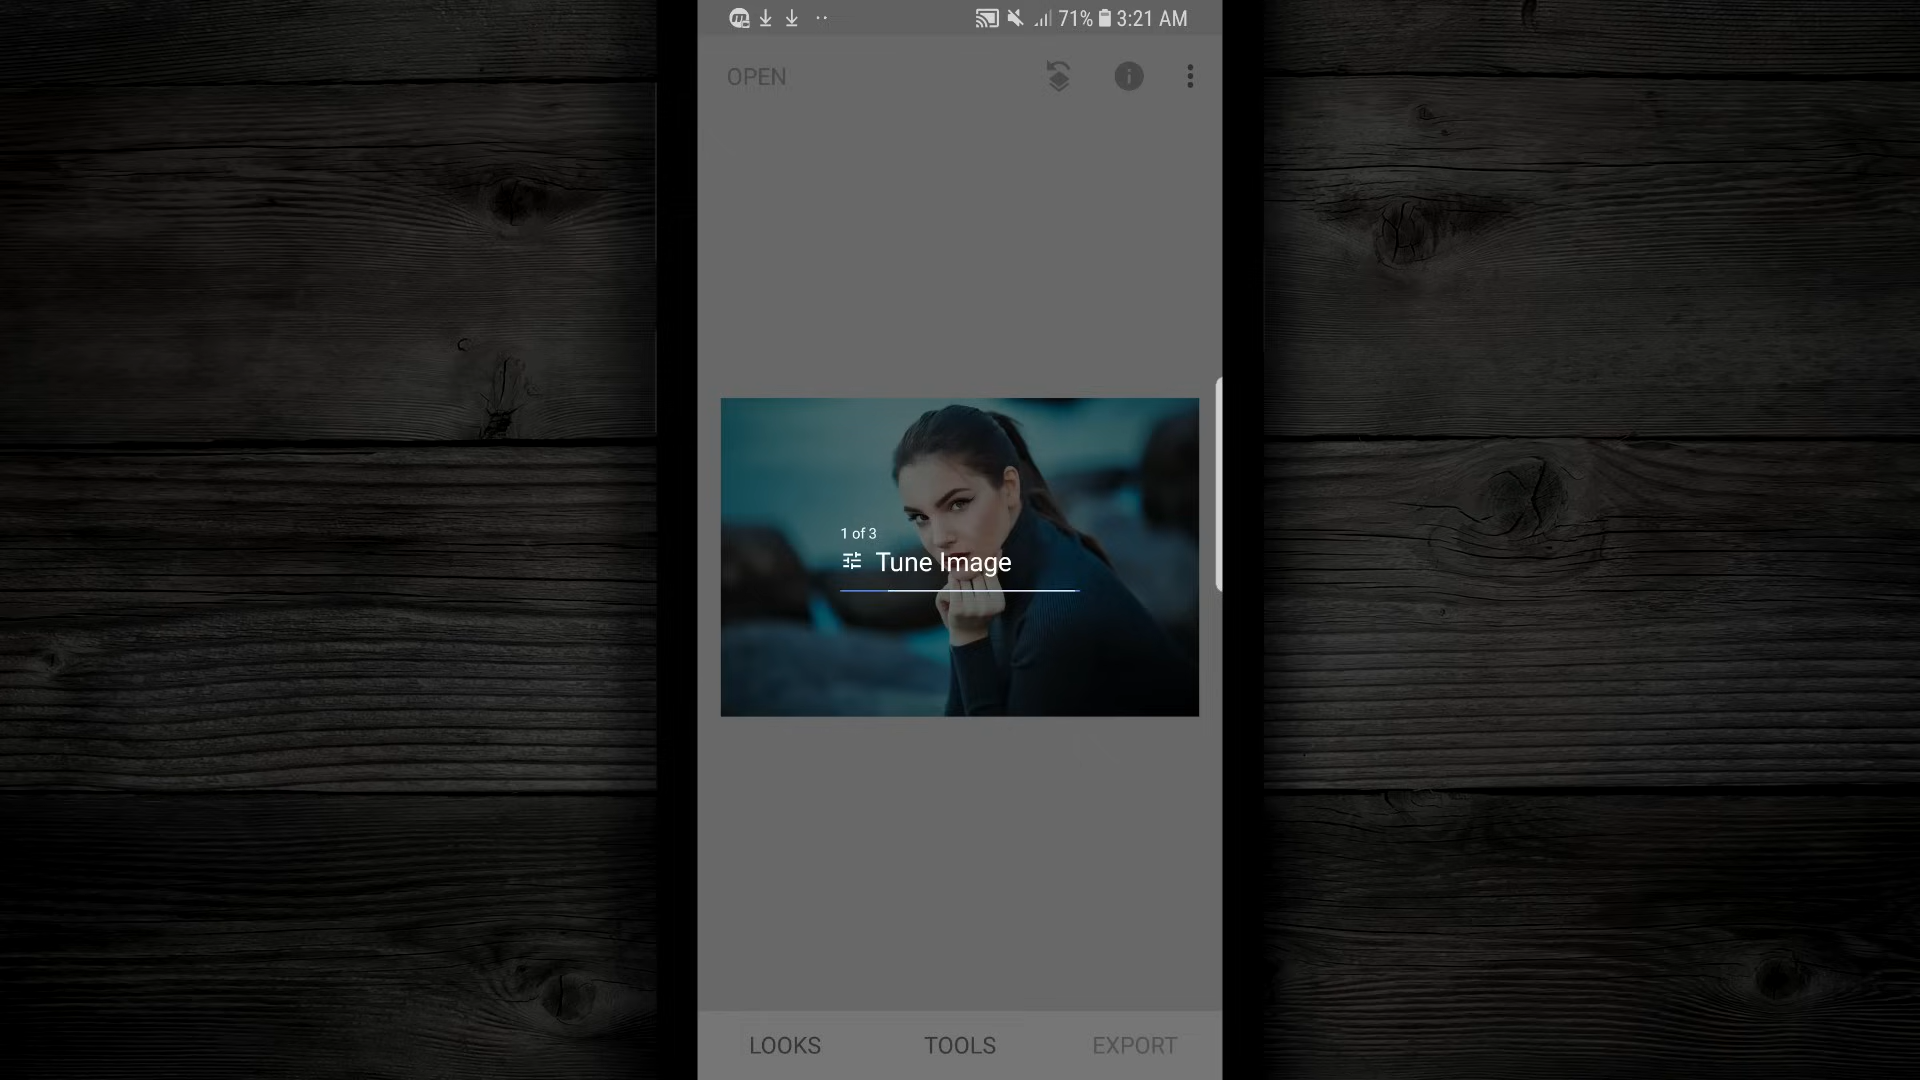 71% 3:21 AM
OPEN
1 of 3
Tune Image
LOOKS TOOLS EXPORT